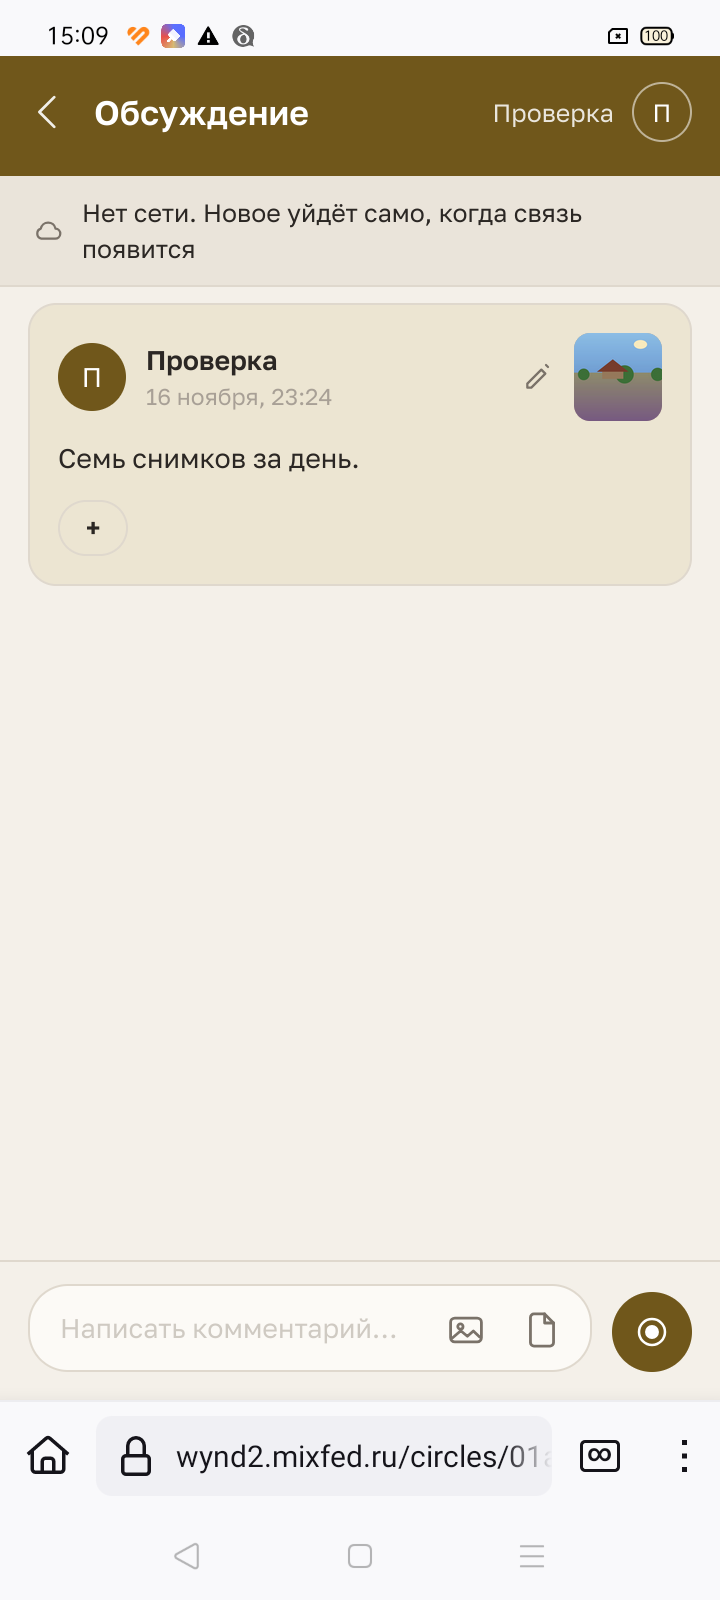 15:09
100
Обсуждение
Проверка
П
Нет сети. Новое уйдёт само, когда связь
появится
П
Проверка
16 ноября, 23:24
Семь снимков за день.
+
Написать комментарий...
wynd2.mixfed.ru/circles/01